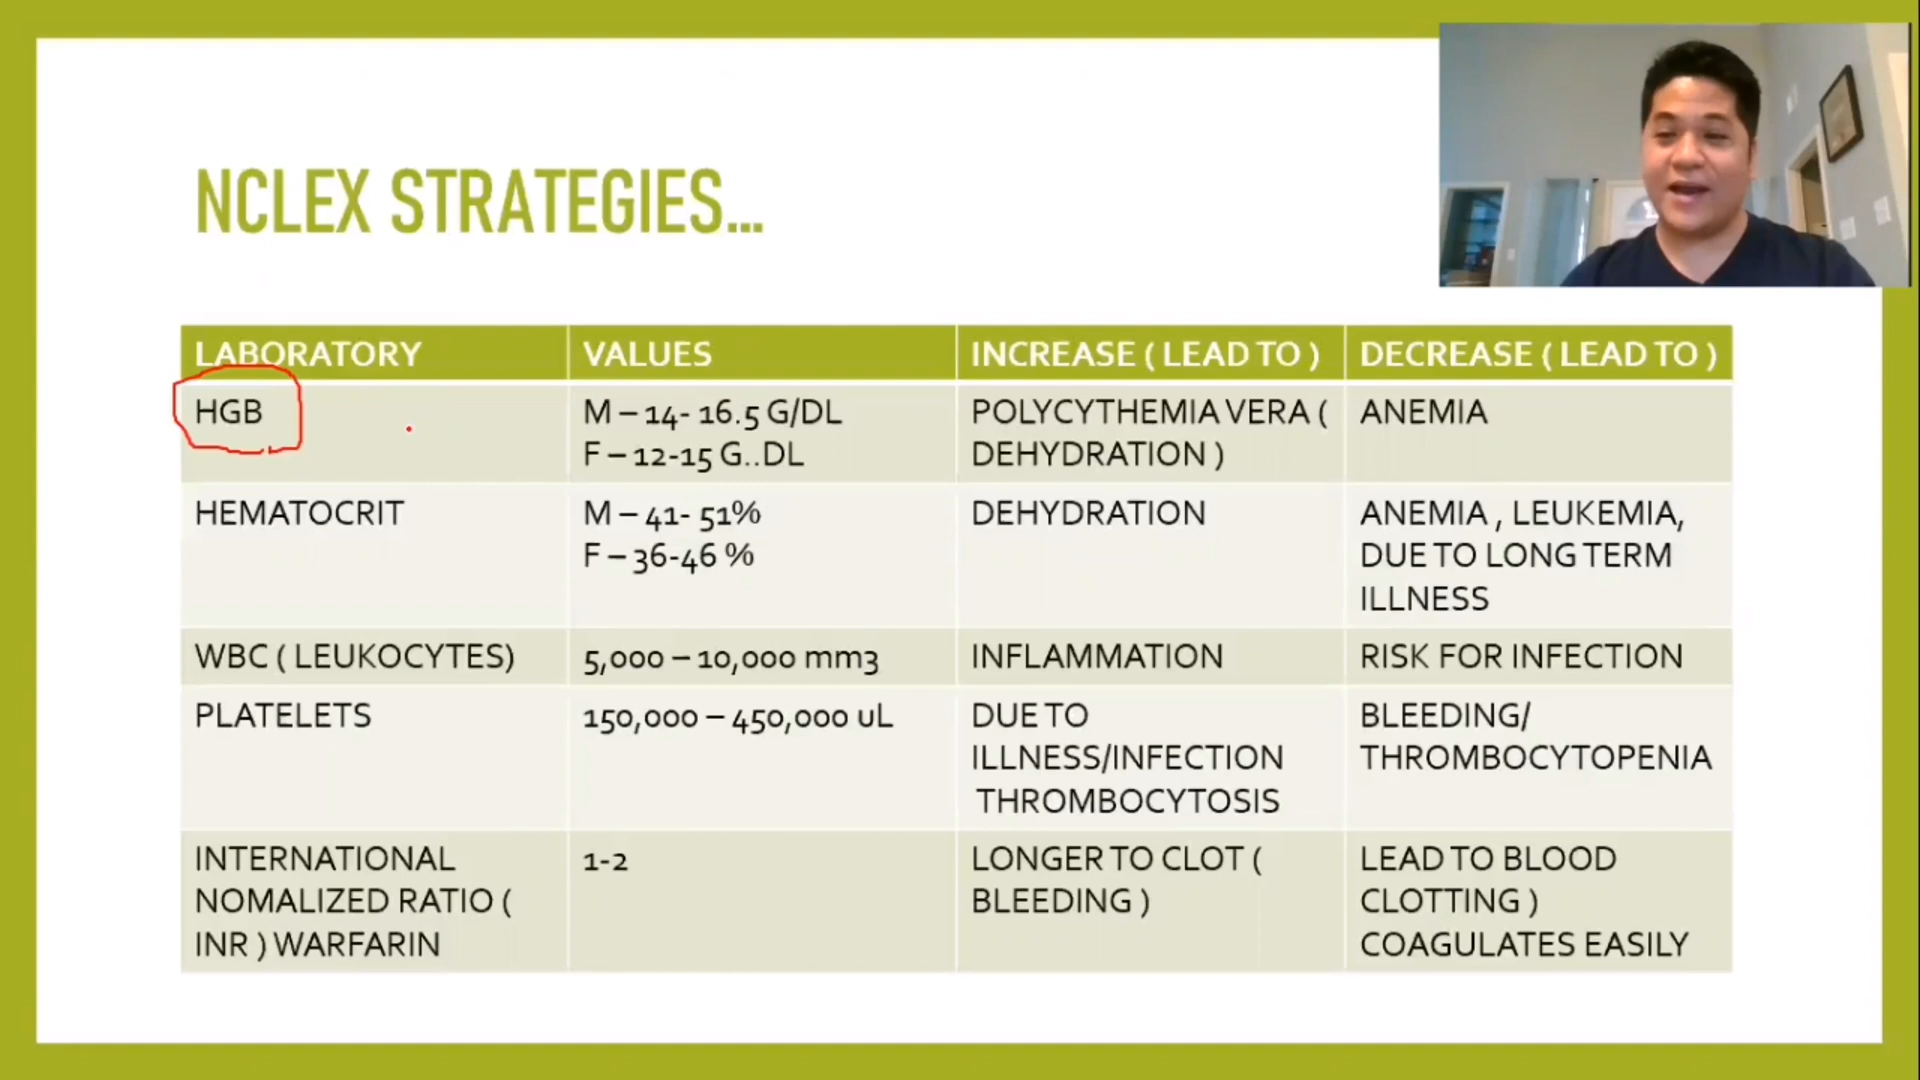 NCLEX STRATEGIES...
LABORATORY
VALUES
INCREASE ( LEAD TO )
DECREASE ( LEAD TO )
HGB
M – 14- 16.5 G/DL
F – 12-15 G..DL
POLYCYTHEMIA VERA (
DEHYDRATION )
ANEMIA
HEMATOCRIT
M – 41- 51%
F – 36-46 %
DEHYDRATION
ANEMIA , LEUKEMIA,
DUE TO LONG TERM
ILLNESS
WBC ( LEUKOCYTES)
5,000 – 10,000 mm3
INFLAMMATION
RISK FOR INFECTION
PLATELETS
150,000 – 450,000 uL
DUE TO
ILLNESS/INFECTION
THROMBOCYTOSIS
BLEEDING/
THROMBOCYTOPENIA
INTERNATIONAL
NOMALIZED RATIO (
INR ) WARFARIN
1-2
LONGER TO CLOT (
BLEEDING )
LEAD TO BLOOD
CLOTTING )
COAGULATES EASILY